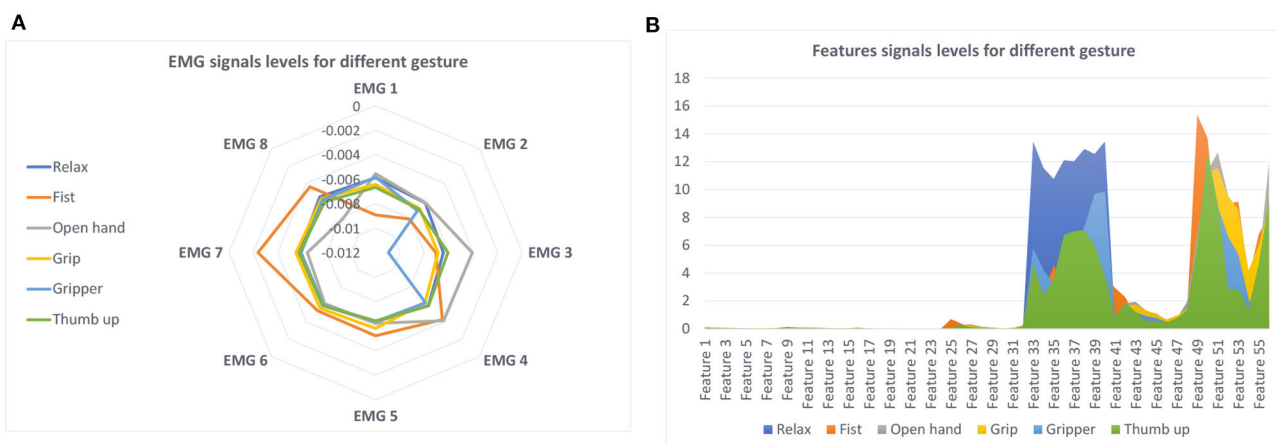 A
EMG signals levels for different gesture
EMG 1
EMG 2
EMG 3
EMG 4
EMG 5
EMG 6
EMG 7
EMG 8
0
-0.002
-0.004
-0.006
-0.008
-0.01
-0.012
Relax
Fist
Open hand
Grip
Gripper
Thumb up
B
Features signals levels for different gesture
18
16
14
12
10
8
6
4
2
0
Feature 1
Feature 3
Feature 5
Feature 7
Feature 9
Feature 11
Feature 13
Feature 15
Feature 17
Feature 19
Feature 21
Feature 23
Feature 25
Feature 27
Feature 29
Feature 31
Feature 33
Feature 35
Feature 37
Feature 39
Feature 41
Feature 43
Feature 45
Feature 47
Feature 49
Feature 51
Feature 53
Feature 55
Relax Fist Open hand Grip Gripper Thumb up